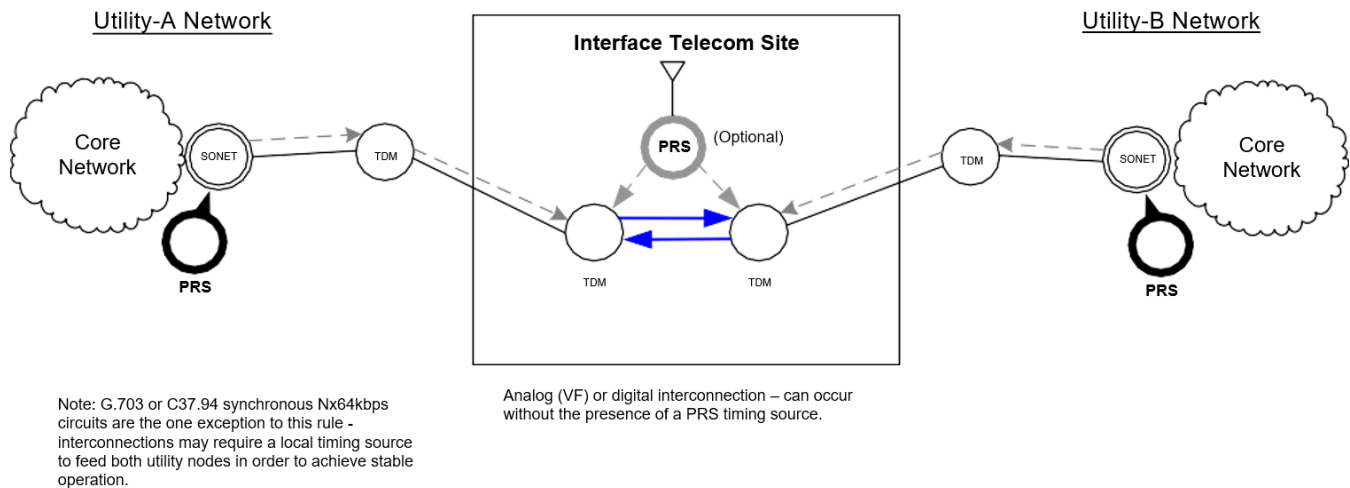 Utility-A Network
Interface Telecom Site
Utility-B Network
Core
Network
SONET
TDM
PRS
PRS
(Optional)
TDM
TDM
TDM
SONET
Core
Network
PRS
Note: G.703 or C37.94 synchronous Nx64kbps
circuits are the one exception to this rule -
interconnections may require a local timing source
to feed both utility nodes in order to achieve stable
operation.
Analog (VF) or digital interconnection – can occur
without the presence of a PRS timing source.